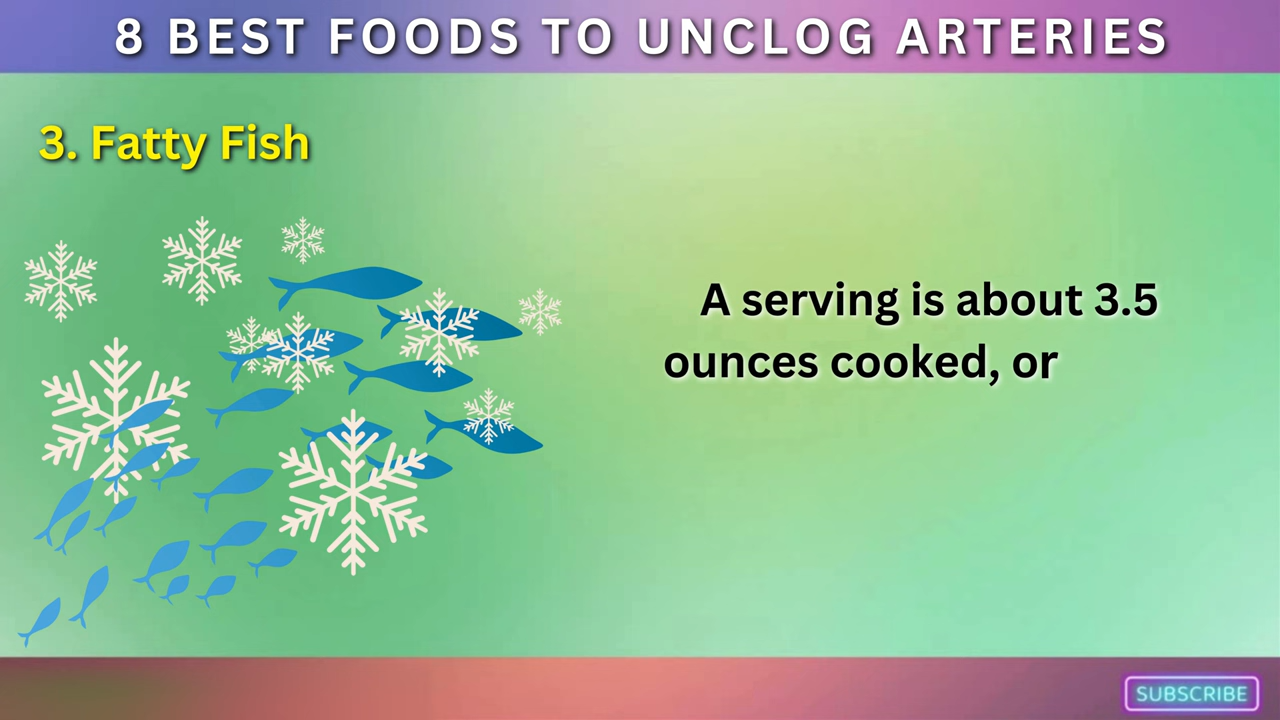 8 BEST FOODS TO UNCLOG ARTERIES
3. Fatty Fish
A serving is about 3.5
ounces cooked, or
SUBSCRIBE